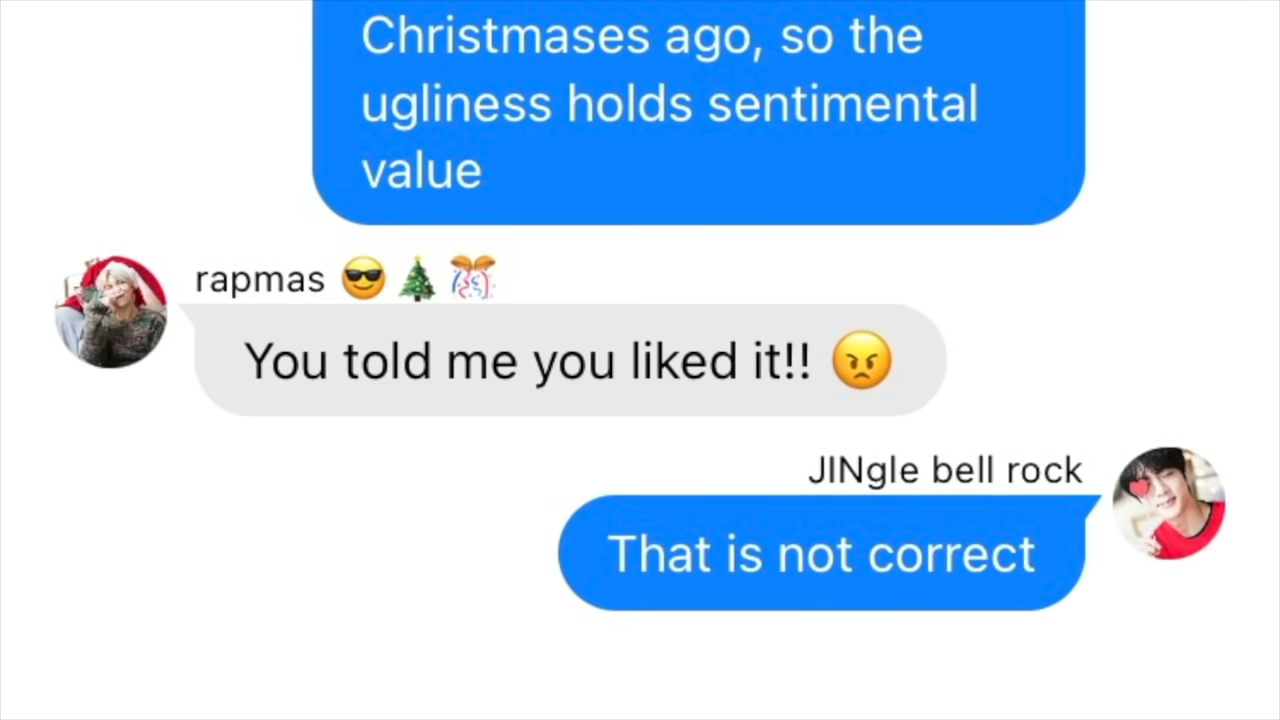 Christmases ago, so the
ugliness holds sentimental
value
rapmas 😎🎄🎊
You told me you liked it!! 😠
JINgle bell rock
That is not correct